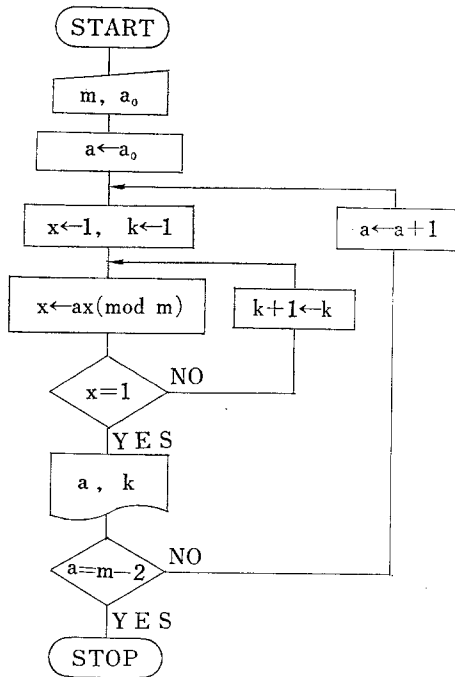 START
m, a₀
a←a₀
x←1, k←1
a←a+1
x←ax(mod m)
k+1←k
x=1
NO
YES
a, k
a=m−2
NO
YES
STOP